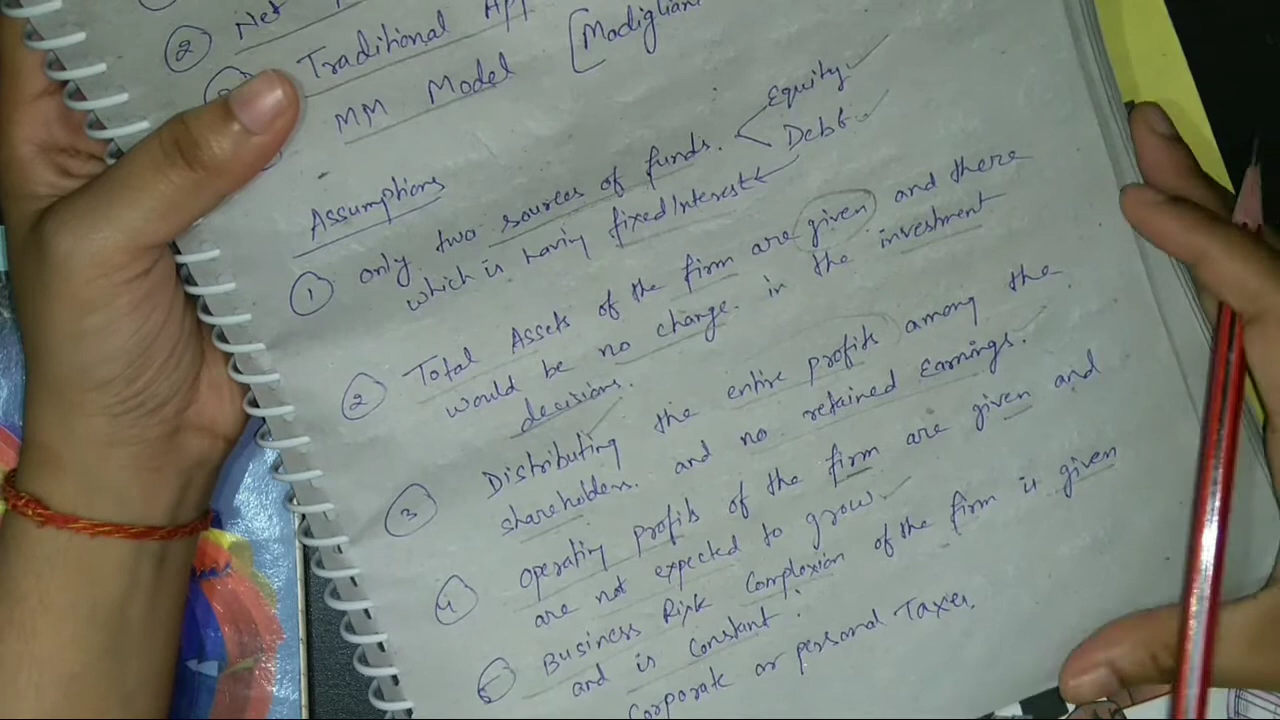 ② Net
Traditional App
MM Model [Modiglian
Assumptions
① only two sources of funds. Equity
Debt
which is having fixed Interest
② Total Assets of the firm are given and there
would be no change in the investment
decisions.
③ Distributing the entire profits among the
shareholders and no retained Earnings.
④ operating profits of the firm are given and
are not expected to grow
⑤ Business Risk Complexion of the firm is given
and is constant.
Corporate or personal Taxes.